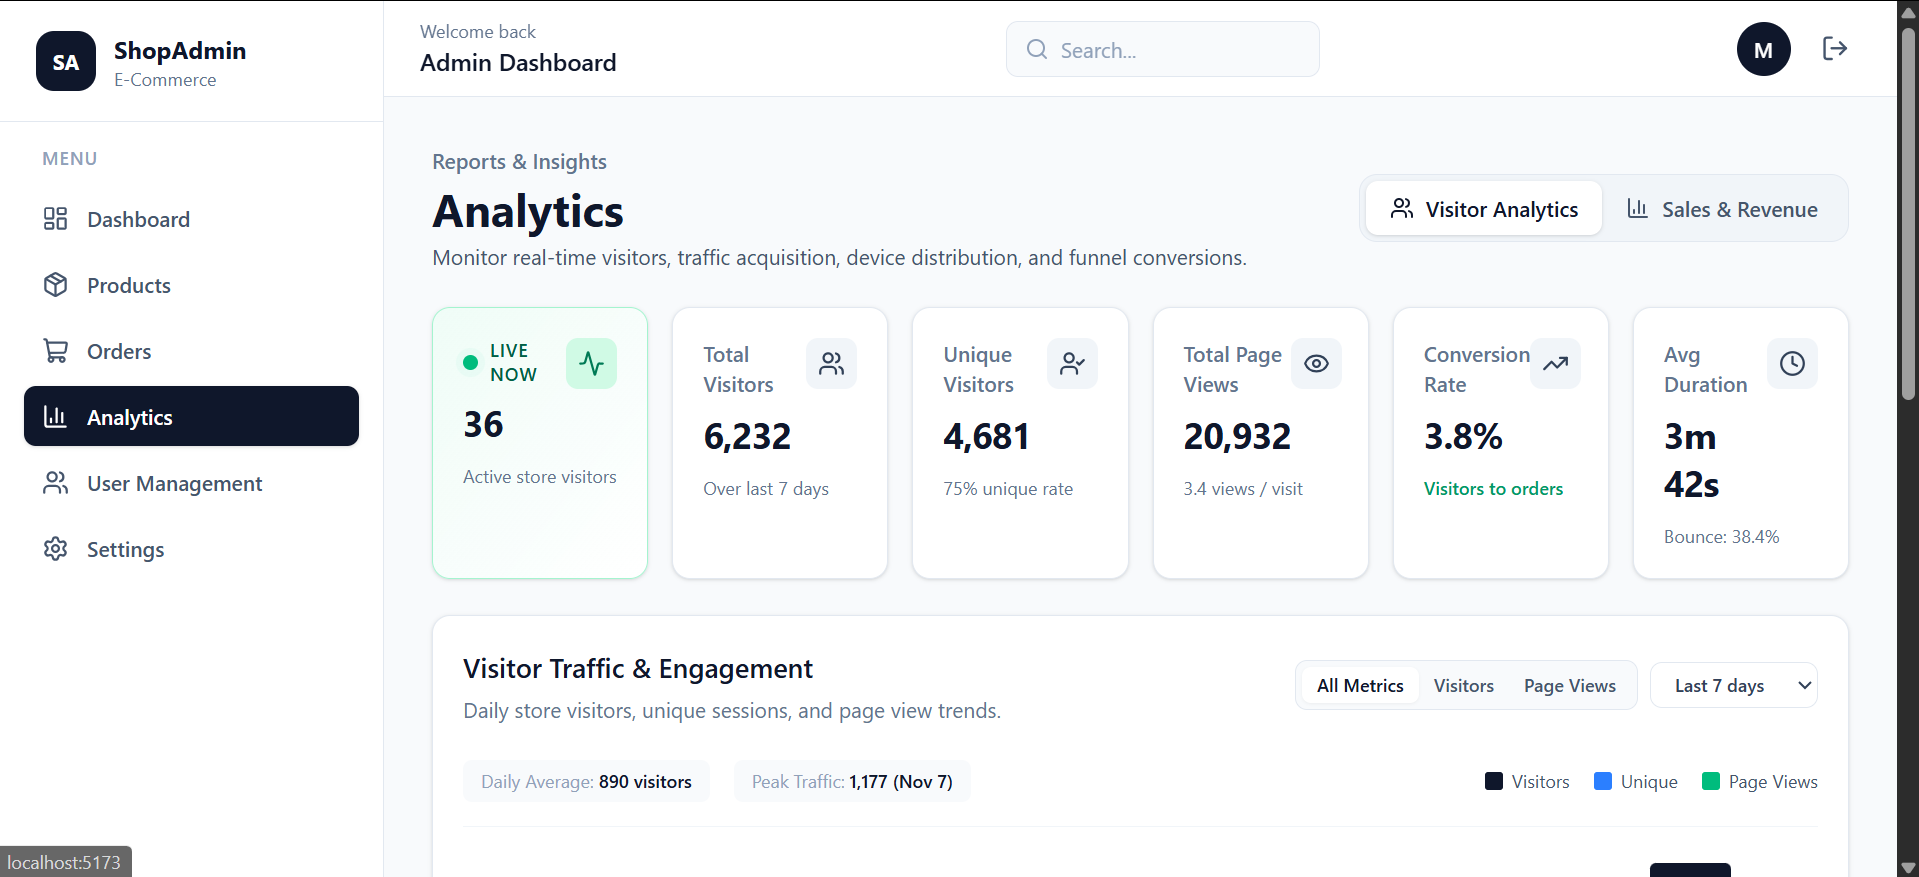 SA
ShopAdmin
E-Commerce
Welcome back
Admin Dashboard
Search...
M
MENU
Dashboard
Products
Orders
Analytics
User Management
Settings
Reports & Insights
Analytics
Monitor real-time visitors, traffic acquisition, device distribution, and funnel conversions.
Visitor Analytics
Sales & Revenue
LIVE
NOW
36
Active store visitors
Total
Visitors
6,232
Over last 7 days
Unique
Visitors
4,681
75% unique rate
Total Page
Views
20,932
3.4 views / visit
Conversion
Rate
3.8%
Visitors to orders
Avg
Duration
3m
42s
Bounce: 38.4%
Visitor Traffic & Engagement
Daily store visitors, unique sessions, and page view trends.
All Metrics
Visitors
Page Views
Last 7 days
Daily Average: 890 visitors
Peak Traffic: 1,177 (Nov 7)
Visitors
Unique
Page Views
localhost:5173